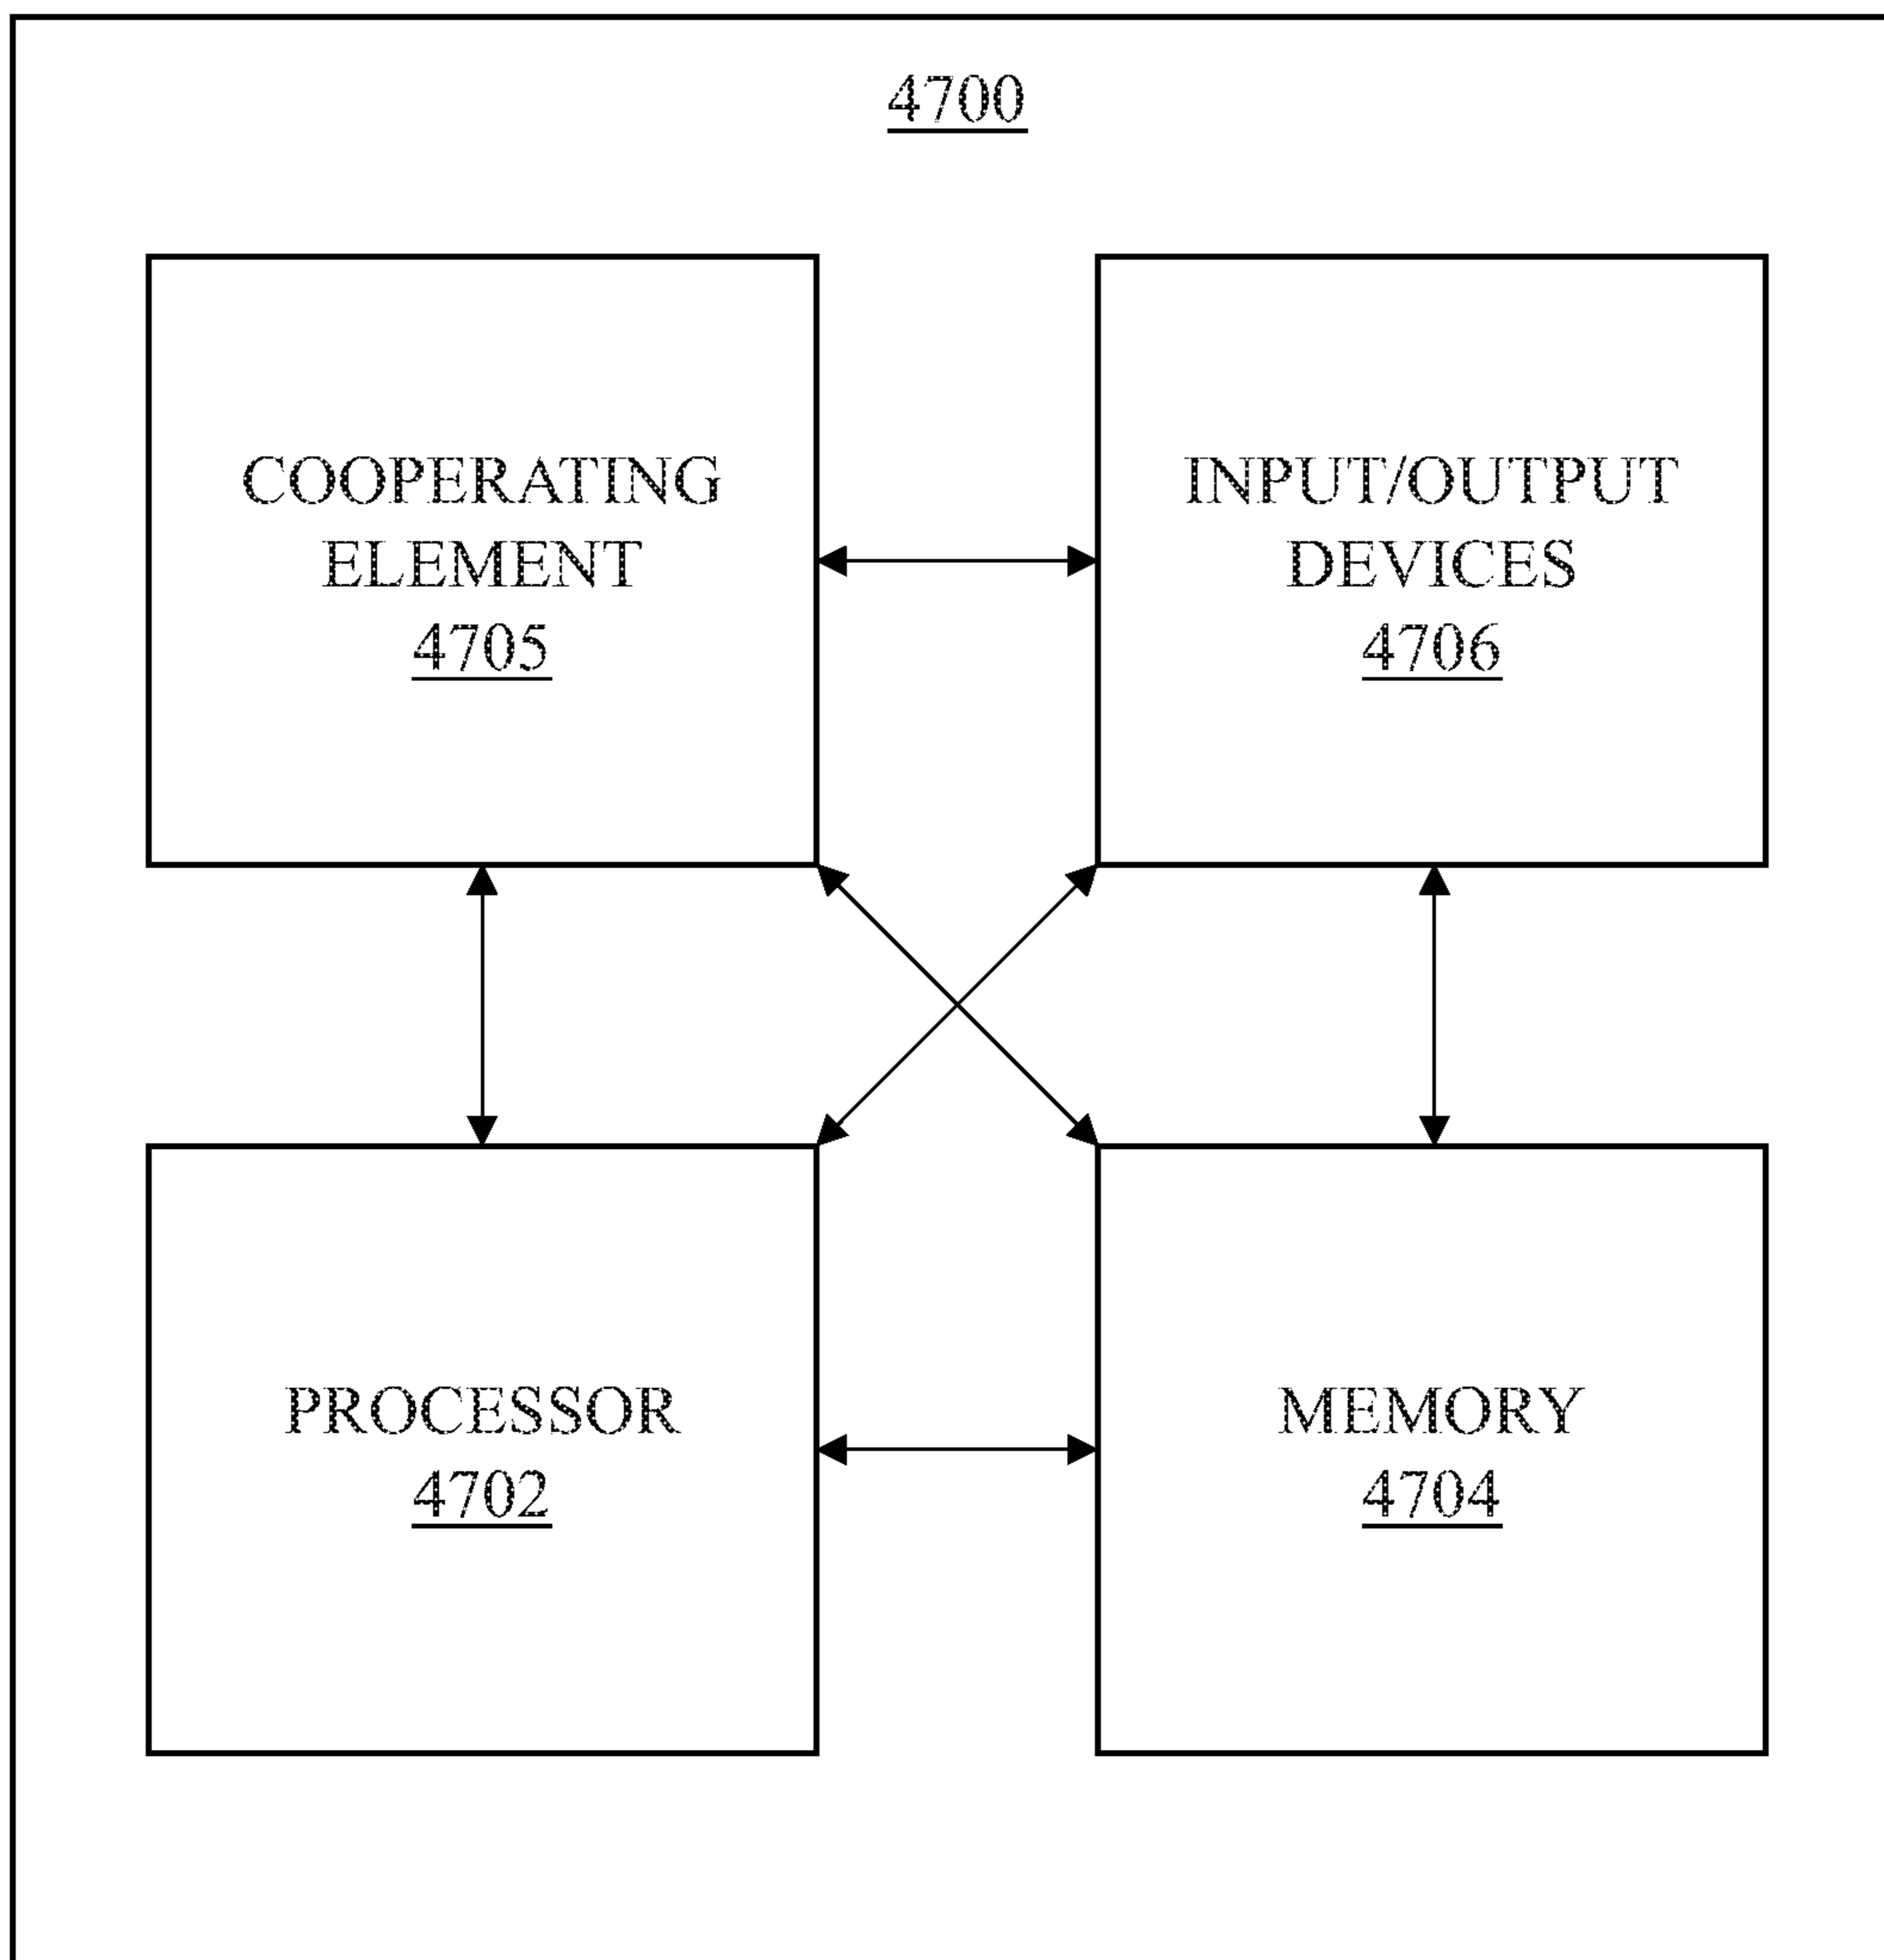 4700
COOPERATING
ELEMENT
4705
INPUT/OUTPUT
DEVICES
4706
PROCESSOR
4702
MEMORY
4704